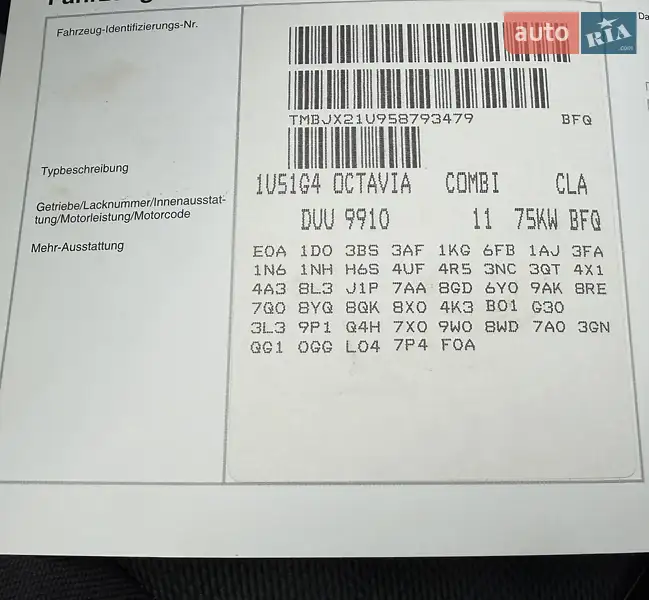 auto RIA .com
Fahrzeug-Identifizierungs-Nr.
TMBJX21U958793479 BFQ
Typbeschreibung
1U51G4 OCTAVIA COMBI CLA
Getriebe/Lacknummer/Innenausstat-
tung/Motorleistung/Motorcode
DUU 9910 11 75KW BFQ
Mehr-Ausstattung
E0A 1D0 3BS 3AF 1KG 6FB 1AJ 3FA
1N6 1NH H6S 4UF 4R5 3NC 3QT 4X1
4A3 8L3 J1P 7AA 8GD 6Y0 9AK 8RE
7Q0 8YQ 8QK 8X0 4K3 B01 G30
3L3 9P1 Q4H 7X0 9W0 8WD 7A0 3GN
QG1 0GG L04 7P4 F0A